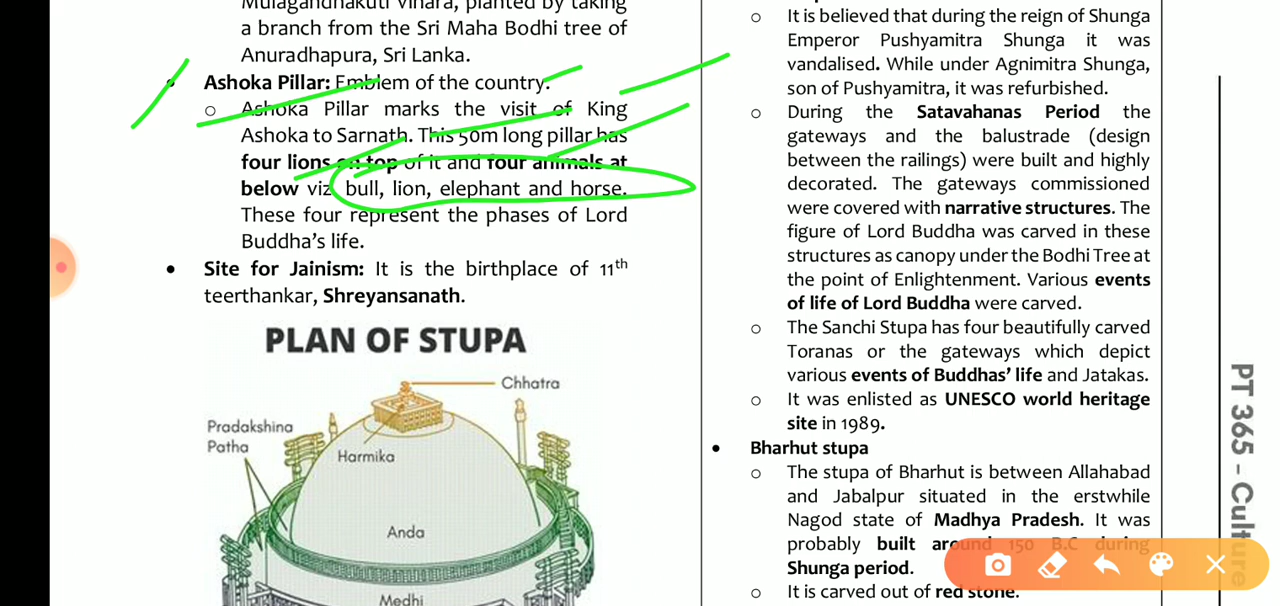 Mulagandhakuti Vihara, planted by taking
a branch from the Sri Maha Bodhi tree of
Anuradhapura, Sri Lanka.
• Ashoka Pillar: Emblem of the country.
o Ashoka Pillar marks the visit of King
Ashoka to Sarnath. This 50m long pillar has
four lions on top of it and four animals at
below viz bull, lion, elephant and horse.
These four represent the phases of Lord
Buddha's life.
• Site for Jainism: It is the birthplace of 11th
teerthankar, Shreyansanath.
PLAN OF STUPA
Chhatra
Pradakshina
Patha
Harmika
Anda
Medhi
o It is believed that during the reign of Shunga
Emperor Pushyamitra Shunga it was
vandalised. While under Agnimitra Shunga,
son of Pushyamitra, it was refurbished.
o During the Satavahanas Period the
gateways and the balustrade (design
between the railings) were built and highly
decorated. The gateways commissioned
were covered with narrative structures. The
figure of Lord Buddha was carved in these
structures as canopy under the Bodhi Tree at
the point of Enlightenment. Various events
of life of Lord Buddha were carved.
o The Sanchi Stupa has four beautifully carved
Toranas or the gateways which depict
various events of Buddhas' life and Jatakas.
o It was enlisted as UNESCO world heritage
site in 1989.
• Bharhut stupa
o The stupa of Bharhut is between Allahabad
and Jabalpur situated in the erstwhile
Nagod state of Madhya Pradesh. It was
probably built around 150 B.C during
Shunga period.
o It is carved out of red stone.
PT 365 - Culture